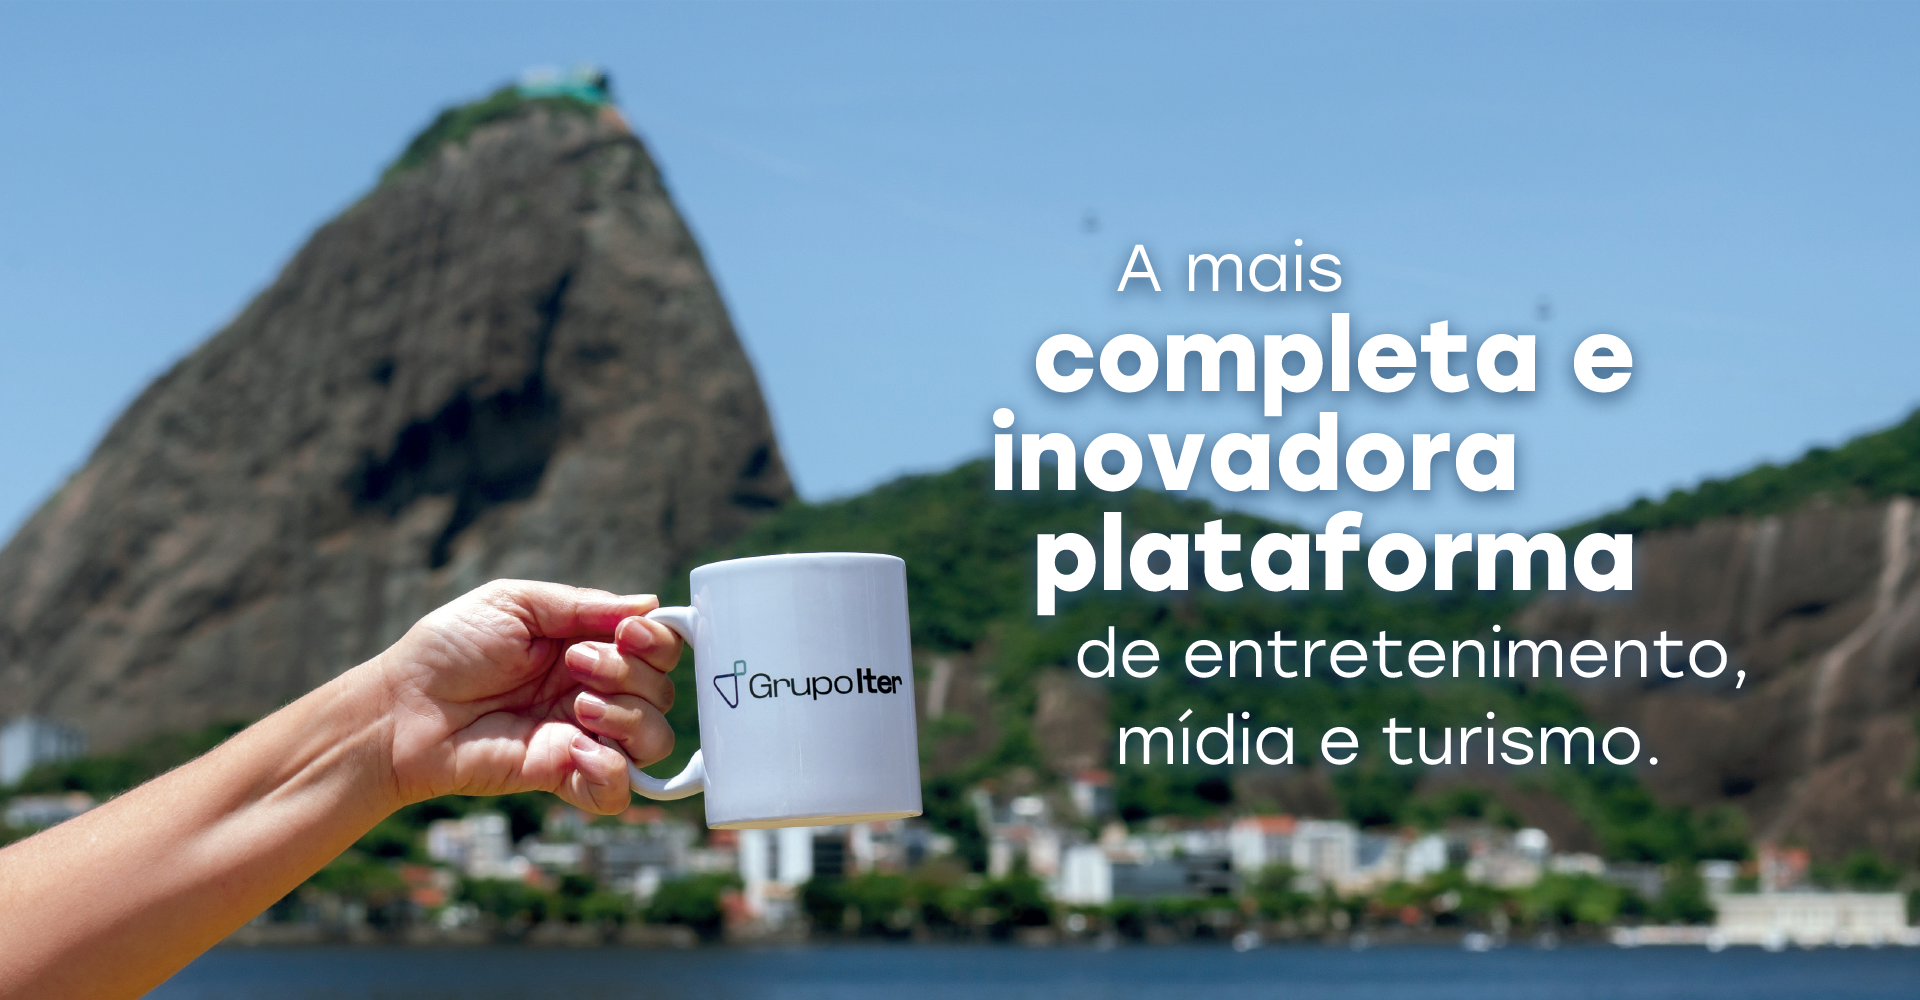 A mais
completa e
inovadora
plataforma
de entretenimento,
mídia e turismo.
GrupoIter